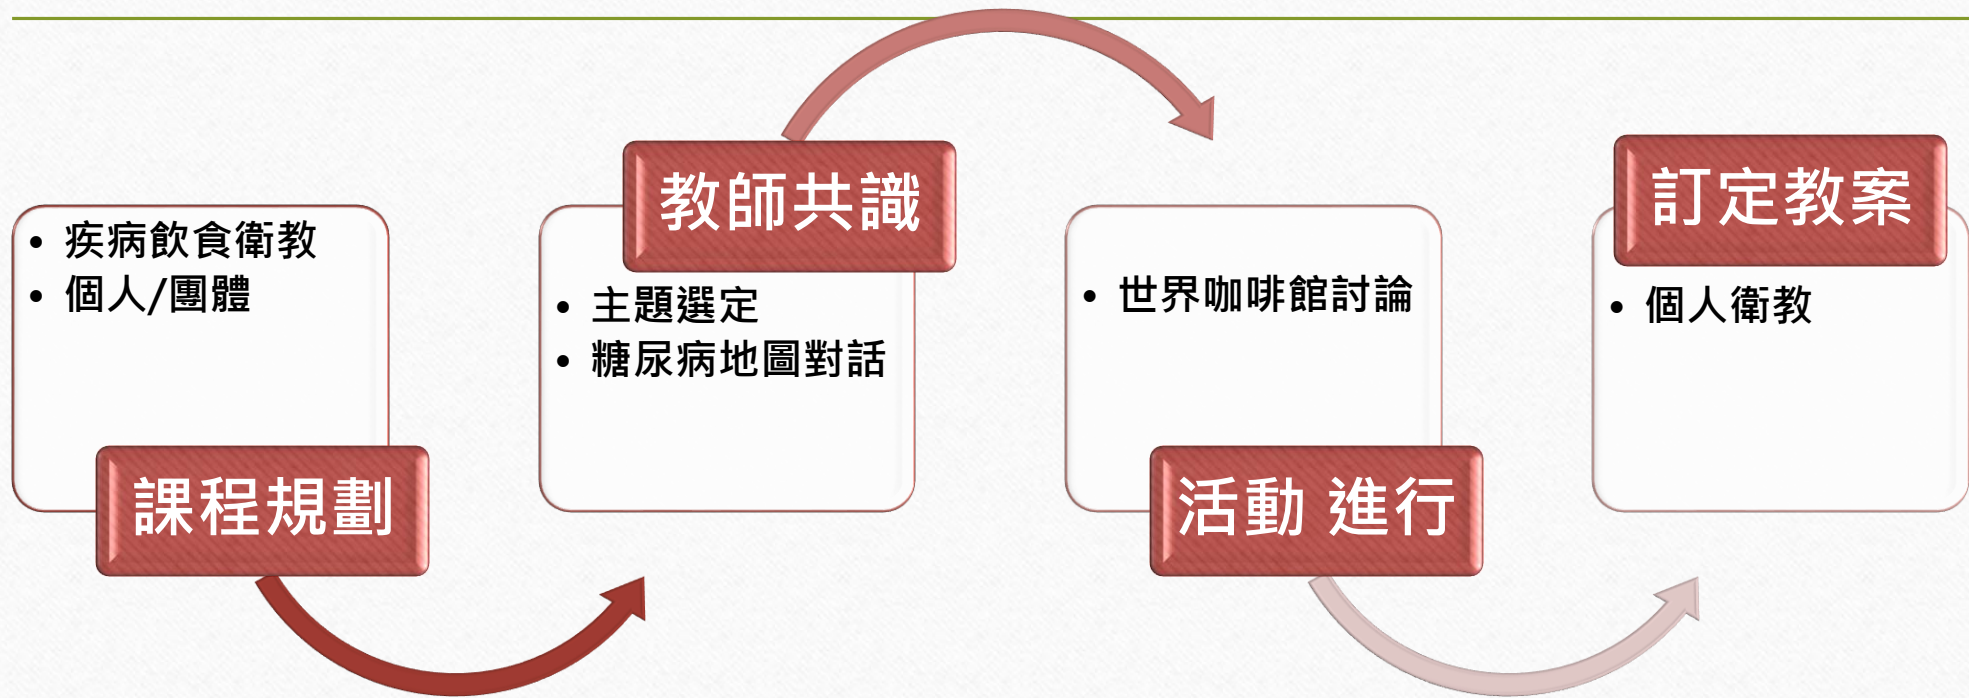 • 疾病飲食衛教
• 個人/團體
課程規劃
教師共識
• 主題選定
• 糖尿病地圖對話
• 世界咖啡館討論
活動 進行
訂定教案
• 個人衛教